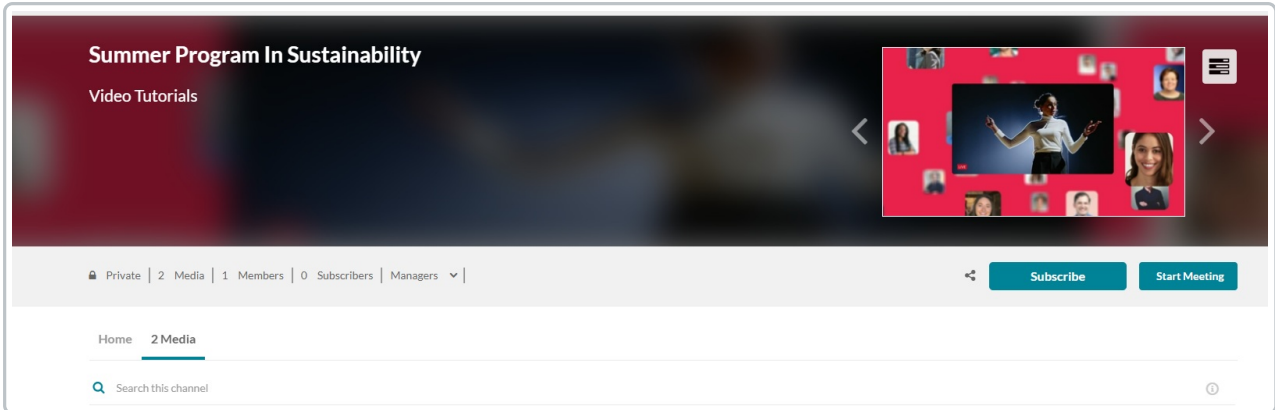 Summer Program In Sustainability
Video Tutorials
Private | 2 Media | 1 Members | 0 Subscribers | Managers |
Subscribe
Start Meeting
Home
2 Media
Search this channel